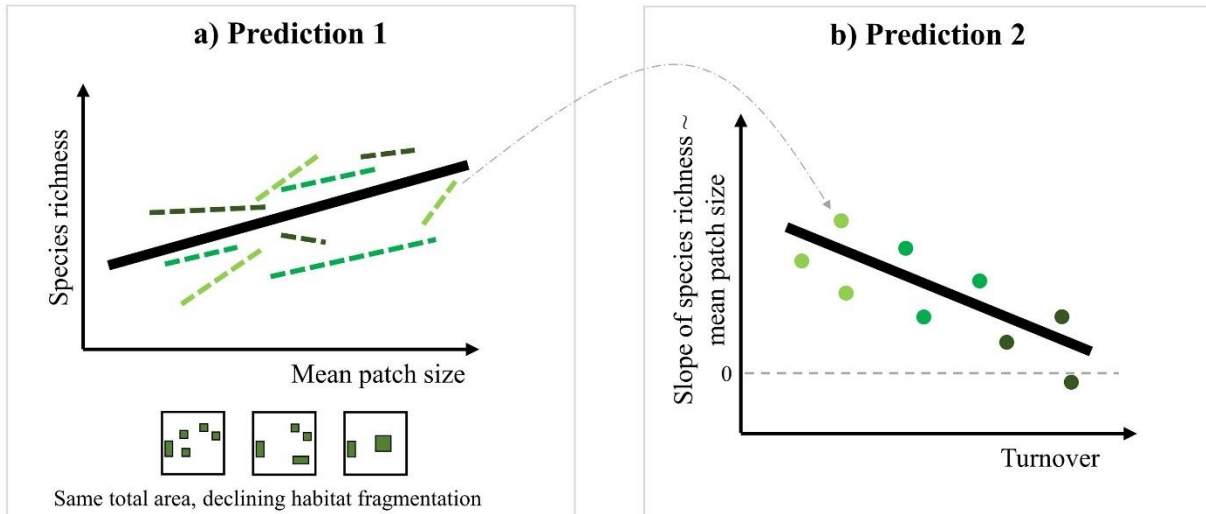 a) Prediction 1
Species richness
Mean patch size
Same total area, declining habitat fragmentation
b) Prediction 2
Slope of species richness ~
mean patch size
0
Turnover